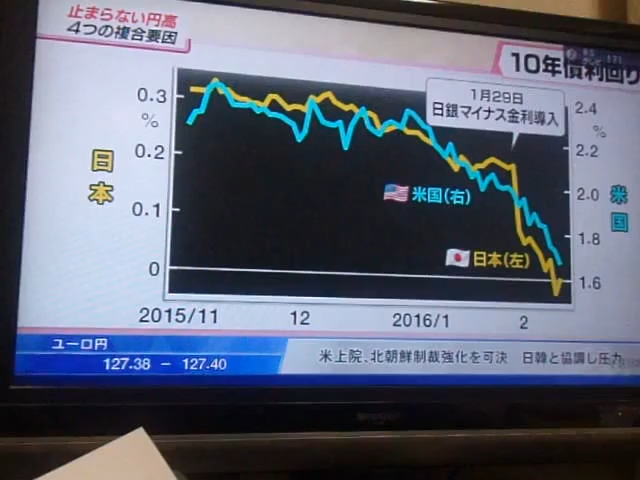 止まらない円高
4つの複合要因
10年債利回り
1月29日
日銀マイナス金利導入
0.3
%
0.2
0.1
0
日本
2.4
%
2.2
2.0
1.8
1.6
米国
米国(右)
日本(左)
2015/11
12
2016/1
2
ユーロ円
127.38 - 127.40
米上院、北朝鮮制裁強化を可決 日韓と協調し圧力